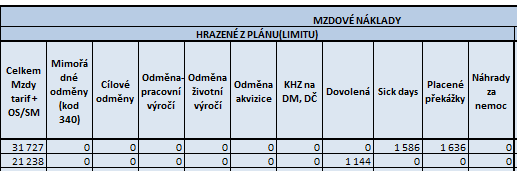 MZDOVÉ NÁKLADY
HRAZENÉ Z PLÁNU(LIMITU)
Celkem Mzdy tarif + OS/SM | Mimořá dné odměny (kod 340) | Cílové odměny | Odměna- pracovní výročí | Odměna životní výročí | Odměna akvizice | KHZ na DM, DČ | Dovolená | Sick days | Placené překážky | Náhrady za nemoc
31 727 0 0 0 0 0 0 0 1 586 1 636 0
21 238 0 0 0 0 0 0 1 144 0 0 0